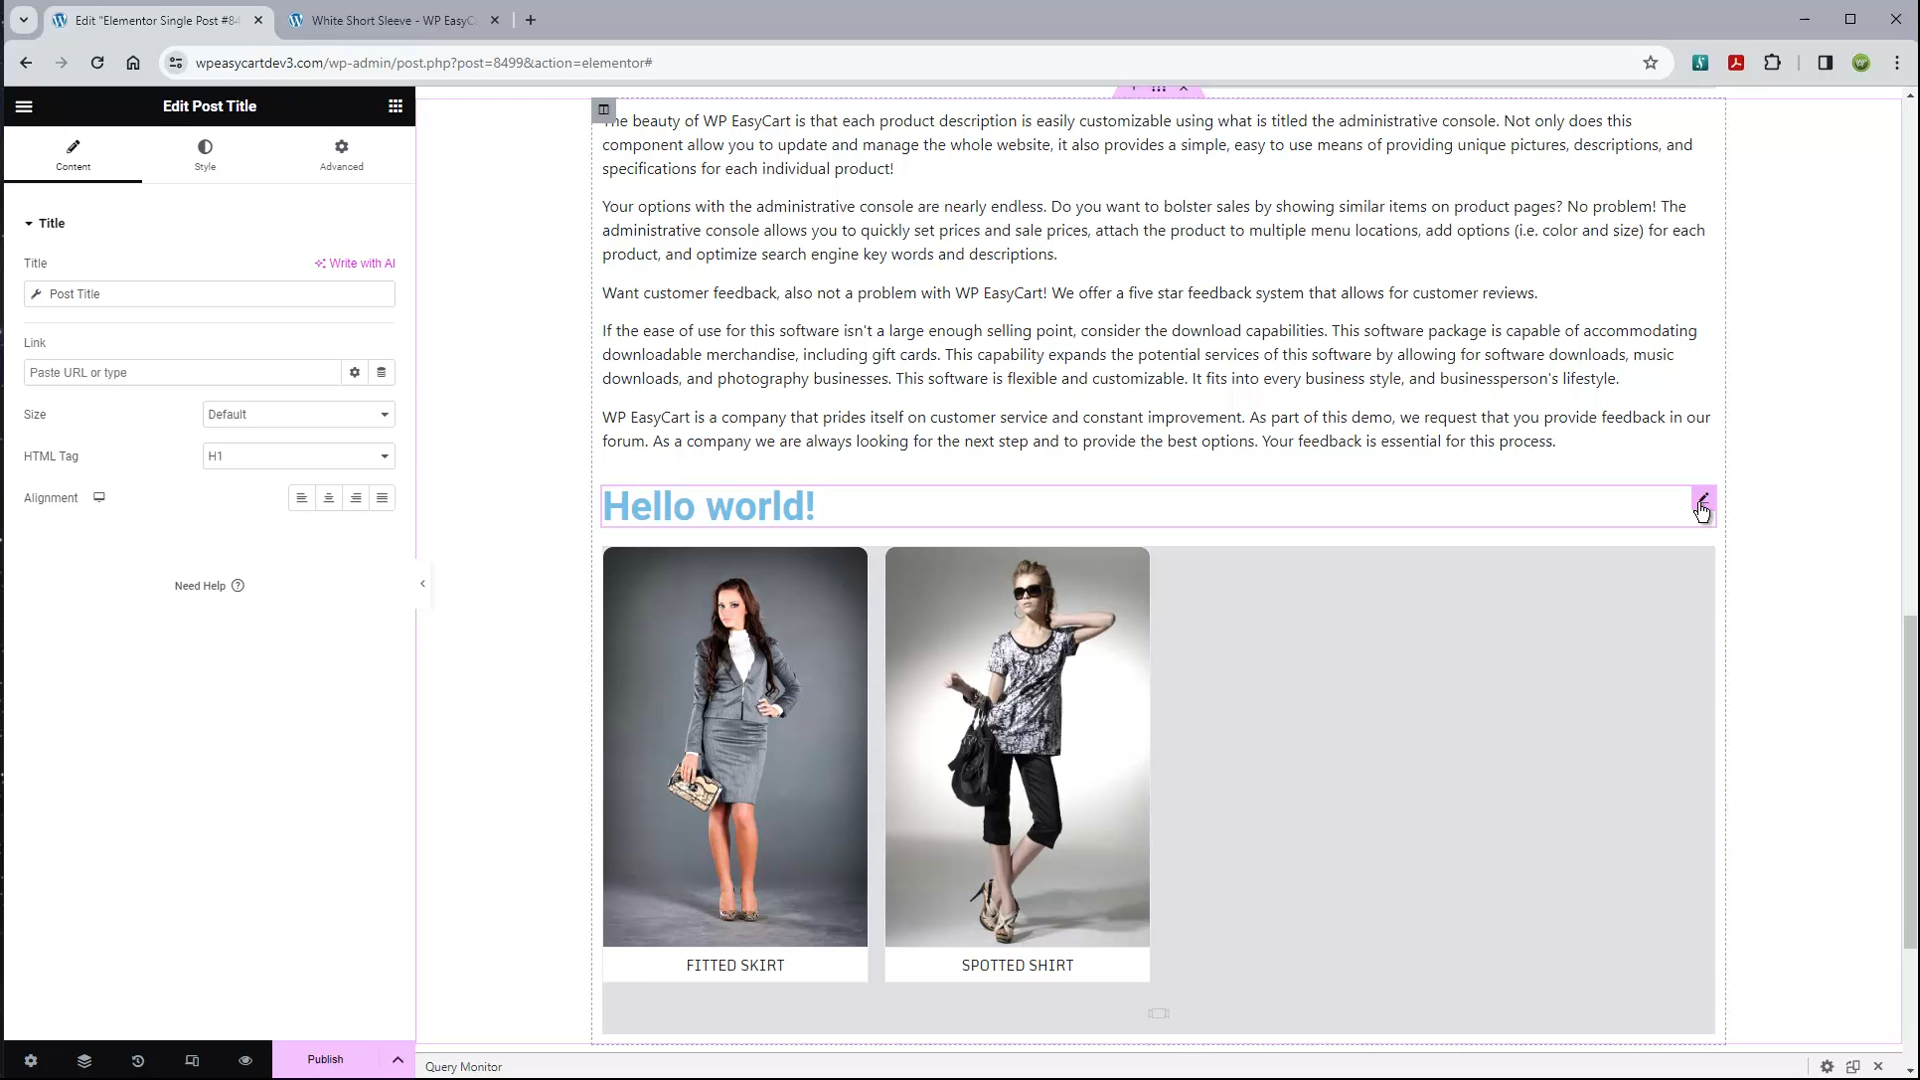 Edit "Elementor Single Post #84
White Short Sleeve - WP EasyC
wpeasycartdev3.com/wp-admin/post.php?post=8499&action=elementor#
Edit Post Title
Content
Style
Advanced
Title
Title
Write with AI
Post Title
Link
Paste URL or type
Size
Default
HTML Tag
H1
Alignment
Need Help
Publish
The beauty of WP EasyCart is that each product description is easily customizable using what is titled the administrative console. Not only does this
component allow you to update and manage the whole website, it also provides a simple, easy to use means of providing unique pictures, descriptions, and
specifications for each individual product!
Your options with the administrative console are nearly endless. Do you want to bolster sales by showing similar items on product pages? No problem! The
administrative console allows you to quickly set prices and sale prices, attach the product to multiple menu locations, add options (i.e. color and size) for each
product, and optimize search engine key words and descriptions.
Want customer feedback, also not a problem with WP EasyCart! We offer a five star feedback system that allows for customer reviews.
If the ease of use for this software isn't a large enough selling point, consider the download capabilities. This software package is capable of accommodating
downloadable merchandise, including gift cards. This capability expands the potential services of this software by allowing for software downloads, music
downloads, and photography businesses. This software is flexible and customizable. It fits into every business style, and businessperson's lifestyle.
WP EasyCart is a company that prides itself on customer service and constant improvement. As part of this demo, we request that you provide feedback in our
forum. As a company we are always looking for the next step and to provide the best options. Your feedback is essential for this process.
Hello world!
FITTED SKIRT
SPOTTED SHIRT
Query Monitor